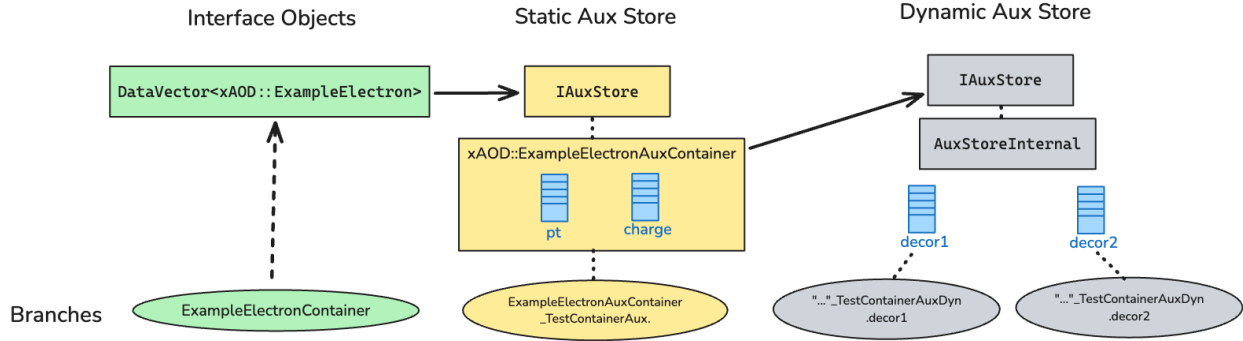 Interface Objects
Static Aux Store
Dynamic Aux Store
DataVector<xAOD::ExampleElectron>
IAuxStore
IAuxStore
AuxStoreInternal
xAOD::ExampleElectronAuxContainer
pt
charge
decor1
decor2
Branches
ExampleElectronContainer
ExampleElectronAuxContainer
_TestContainerAux.
"..."_TestContainerAuxDyn
.decor1
"..."_TestContainerAuxDyn
.decor2